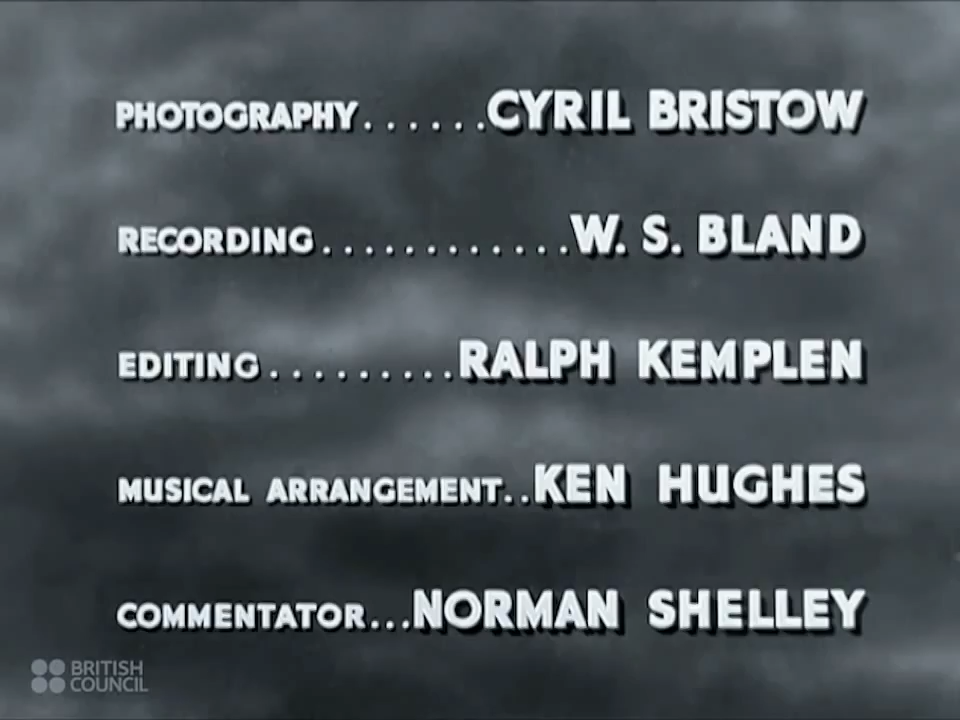 PHOTOGRAPHY......CYRIL BRISTOW
RECORDING............W. S. BLAND
EDITING.........RALPH KEMPLEN
MUSICAL ARRANGEMENT..KEN HUGHES
COMMENTATOR...NORMAN SHELLEY
BRITISH
COUNCIL